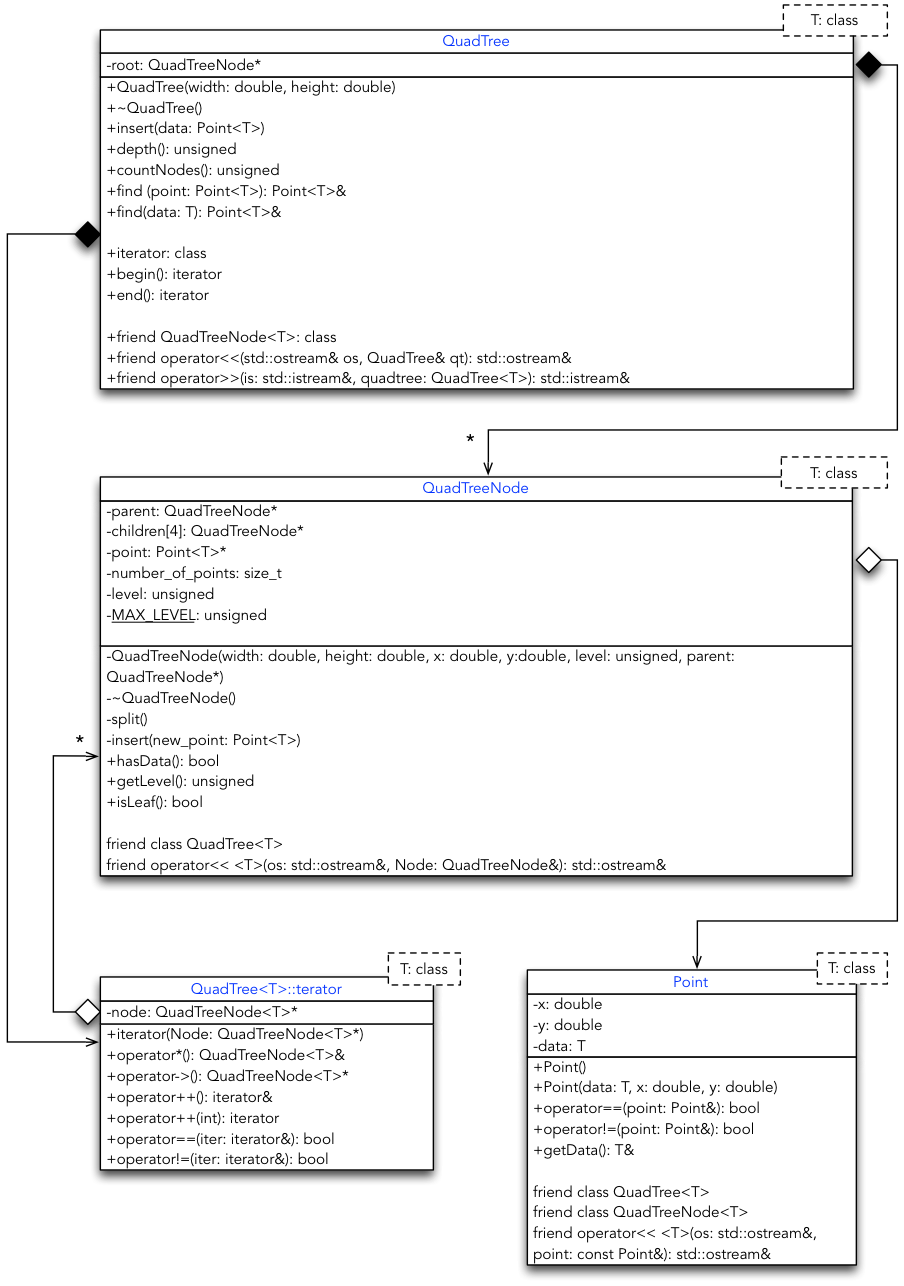 T: class
QuadTree
-root: QuadTreeNode*
+QuadTree(width: double, height: double)
+~QuadTree()
+insert(data: Point<T>)
+depth(): unsigned
+countNodes(): unsigned
+find (point: Point<T>): Point<T>&
+find(data: T): Point<T>&
+iterator: class
+begin(): iterator
+end(): iterator
+friend QuadTreeNode<T>: class
+friend operator<<(std::ostream& os, QuadTree& qt): std::ostream&
+friend operator>>(is: std::istream&, quadtree: QuadTree<T>): std::istream&
*
T: class
QuadTreeNode
-parent: QuadTreeNode*
-children[4]: QuadTreeNode*
-point: Point<T>*
-number_of_points: size_t
-level: unsigned
-MAX_LEVEL: unsigned
-QuadTreeNode(width: double, height: double, x: double, y:double, level: unsigned, parent:
QuadTreeNode*)
-~QuadTreeNode()
-split()
-insert(new_point: Point<T>)
*
+hasData(): bool
+getLevel(): unsigned
+isLeaf(): bool
friend class QuadTree<T>
friend operator<< <T>(os: std::ostream&, Node: QuadTreeNode&): std::ostream&
T: class
QuadTree<T>::terator
-node: QuadTreeNode<T>*
+iterator(Node: QuadTreeNode<T>*)
+operator*(): QuadTreeNode<T>&
+operator->(): QuadTreeNode<T>*
+operator++(): iterator&
+operator++(int): iterator
+operator==(iter: iterator&): bool
+operator!=(iter: iterator&): bool
T: class
Point
-x: double
-y: double
-data: T
+Point()
+Point(data: T, x: double, y: double)
+operator==(point: Point&): bool
+operator!=(point: Point&): bool
+getData(): T&
friend class QuadTree<T>
friend class QuadTreeNode<T>
friend operator<< <T>(os: std::ostream&,
point: const Point&): std::ostream&